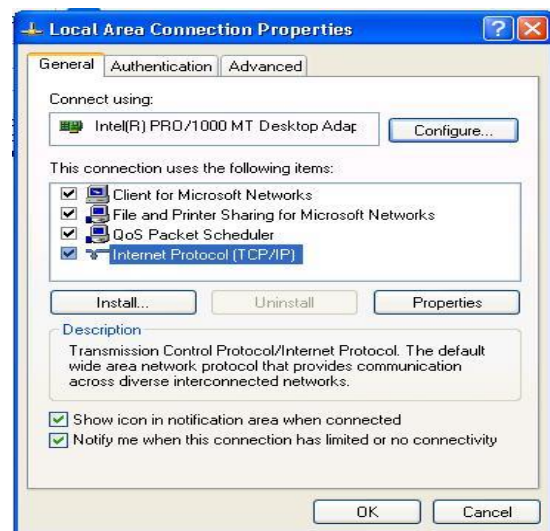 Local Area Connection Properties
General Authentication Advanced
Connect using:
Intel(R) PRO/1000 MT Desktop Adap
Configure...
This connection uses the following items:
Client for Microsoft Networks
File and Printer Sharing for Microsoft Networks
QoS Packet Scheduler
Internet Protocol (TCP/IP)
Install... Uninstall Properties
Description
Transmission Control Protocol/Internet Protocol. The default
wide area network protocol that provides communication
across diverse interconnected networks.
Show icon in notification area when connected
Notify me when this connection has limited or no connectivity
OK Cancel